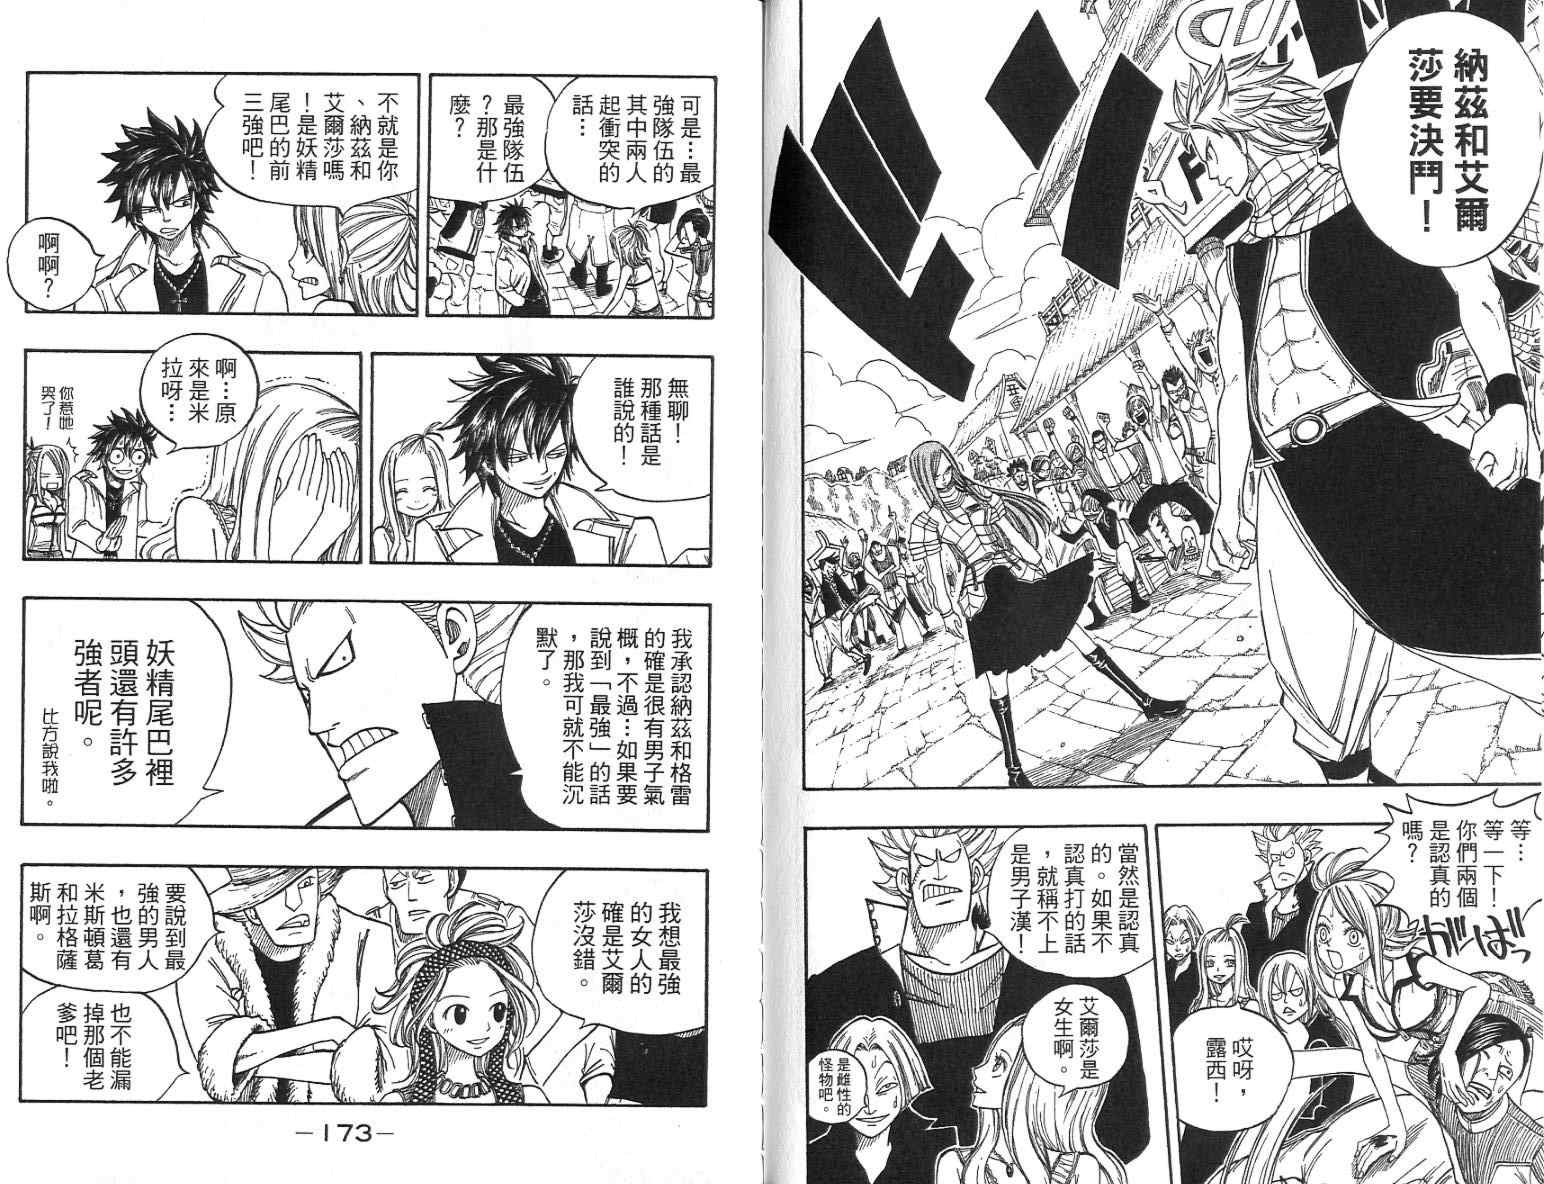 納茲和艾爾
莎要決鬥！
等…
等一下！
你們兩個
是認真的
嗎？
ガーばっ
哎呀，
露西！
當然是認真
的。如果不
認真打的話
，就稱不上
是男子漢！
艾爾莎是
女生啊。
是雌性的
怪物吧。
可是…最
強隊伍的
其中兩人
起衝突的
話…
最強隊伍
？那是什
麼？
不就是你
、納茲和
艾爾莎嗎
！是妖精
尾巴的前
三強吧！
啊啊？
無聊！
那種話是
誰說的！
啊…原
來是米
拉呀…
你惹她
哭了！
我承認納茲和格雷
的確是很有男子氣
概，不過…如果要
說到「最強」的話
，那我可就不能沉
默了。
妖精尾巴裡
頭還有許多
強者呢。
比方說我啦。
我想最強
的女人的
確是艾爾
莎沒錯。
要說到最
強的男人
，也還有
米斯頓葛
和拉格薩
斯啊。
也不能漏
掉那個老
爹吧！
—173—